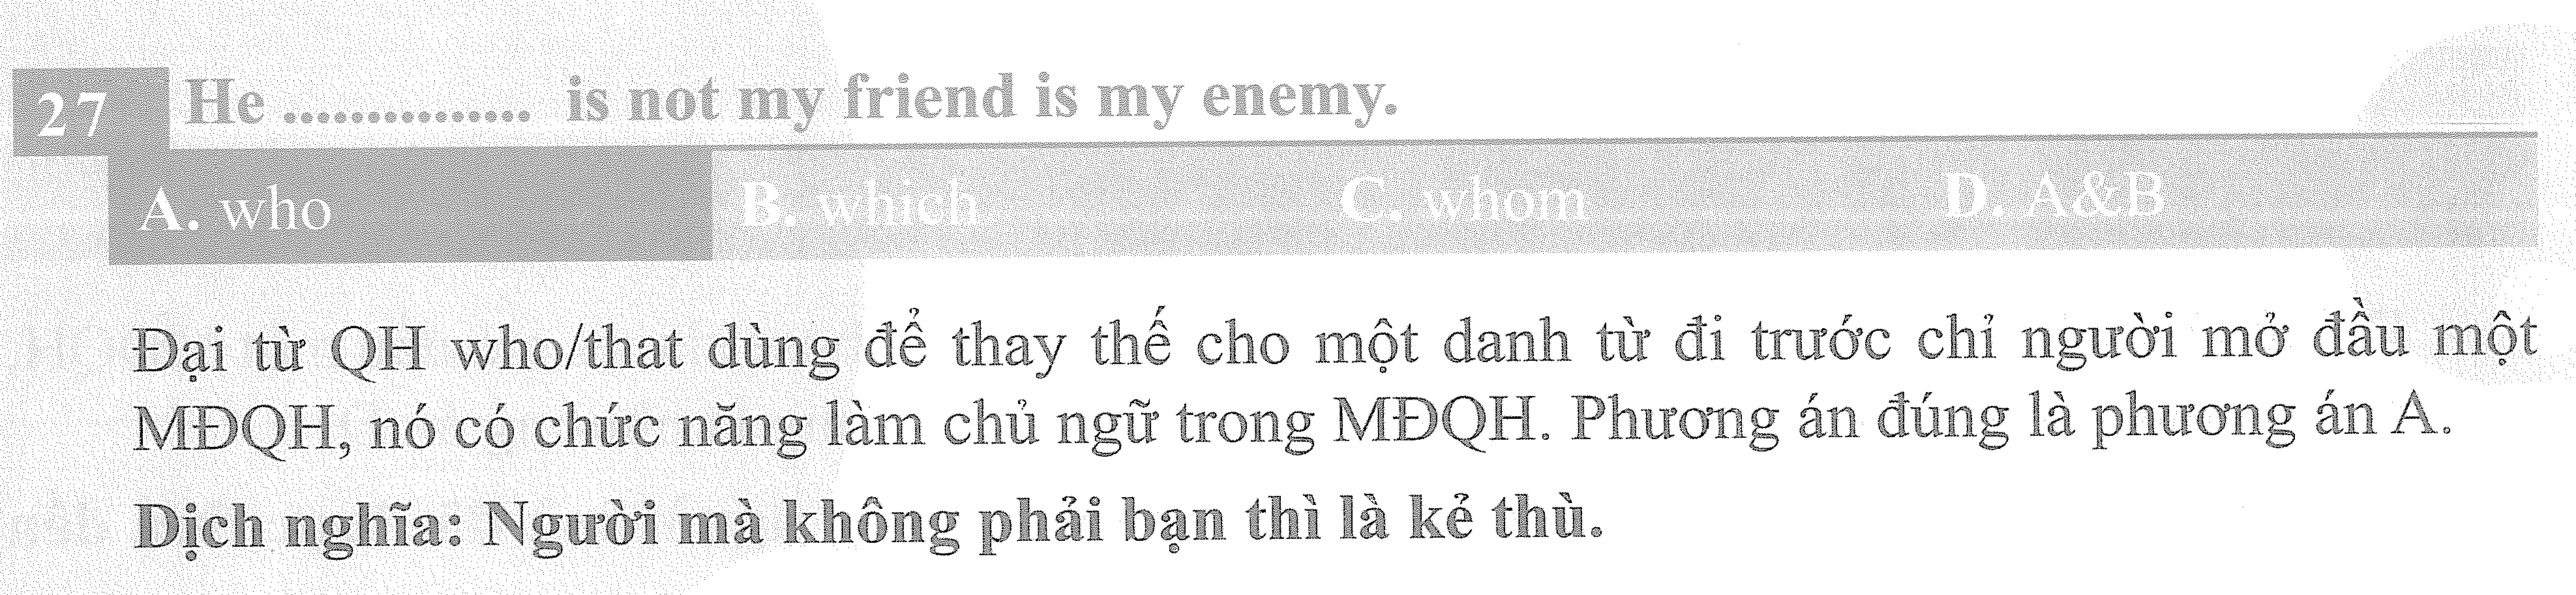 27 He ............... is not my friend is my enemy.
A. who B. which C. whom D. A&B
Đại từ QH who/that dùng để thay thế cho một danh từ đi trước chỉ người mở đầu một
MĐQH, nó có chức năng làm chủ ngữ trong MĐQH. Phương án đúng là phương án A.
Dịch nghĩa: Người mà không phải bạn thì là kẻ thù.